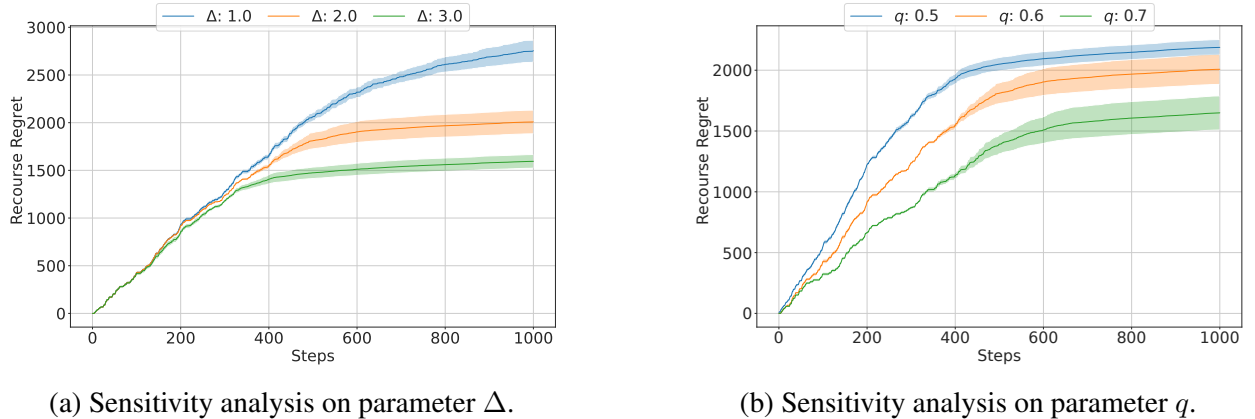 Δ: 1.0 Δ: 2.0 Δ: 3.0
3000
2500
2000
1500
1000
500
0
Recourse Regret
0 200 400 600 800 1000
Steps
(a) Sensitivity analysis on parameter Δ.
q: 0.5 q: 0.6 q: 0.7
2000
1500
1000
500
0
Recourse Regret
0 200 400 600 800 1000
Steps
(b) Sensitivity analysis on parameter q.